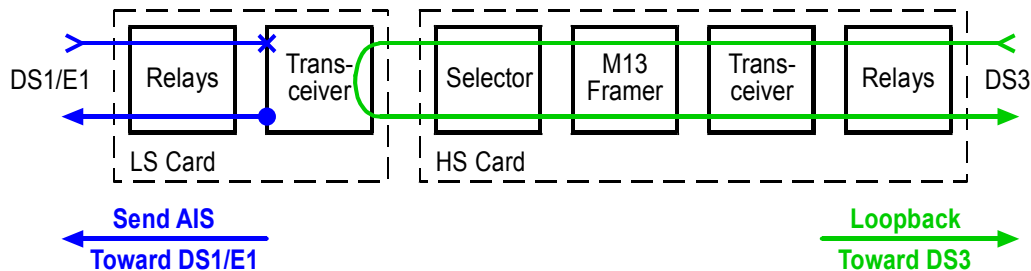 DS1/E1
Relays
Trans-
ceiver
LS Card
Selector
M13
Framer
Trans-
ceiver
Relays
HS Card
DS3
Send AIS
Toward DS1/E1
Loopback
Toward DS3